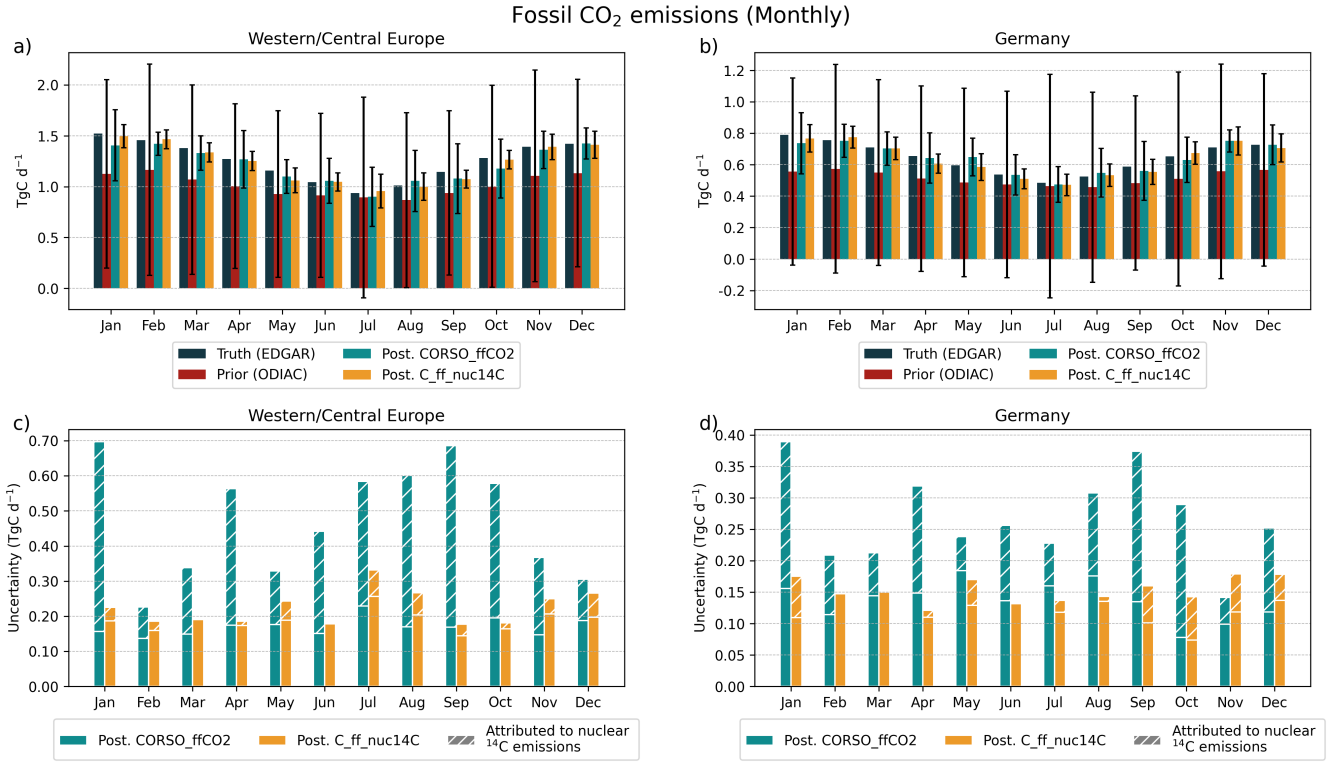 Fossil CO₂ emissions (Monthly)
a)
Western/Central Europe
TgC d⁻¹
2.0
1.5
1.0
0.5
0.0
Jan Feb Mar Apr May Jun Jul Aug Sep Oct Nov Dec
Truth (EDGAR) Post. CORSO_ffCO2
Prior (ODIAC) Post. C_ff_nuc14C
b)
Germany
TgC d⁻¹
1.2
1.0
0.8
0.6
0.4
0.2
0.0
-0.2
Jan Feb Mar Apr May Jun Jul Aug Sep Oct Nov Dec
Truth (EDGAR) Post. CORSO_ffCO2
Prior (ODIAC) Post. C_ff_nuc14C
c)
Western/Central Europe
Uncertainty (TgC d⁻¹)
0.70
0.60
0.50
0.40
0.30
0.20
0.10
0.00
Jan Feb Mar Apr May Jun Jul Aug Sep Oct Nov Dec
Post. CORSO_ffCO2 Post. C_ff_nuc14C Attributed to nuclear
¹⁴C emissions
d)
Germany
Uncertainty (TgC d⁻¹)
0.40
0.35
0.30
0.25
0.20
0.15
0.10
0.05
0.00
Jan Feb Mar Apr May Jun Jul Aug Sep Oct Nov Dec
Post. CORSO_ffCO2 Post. C_ff_nuc14C Attributed to nuclear
¹⁴C emissions